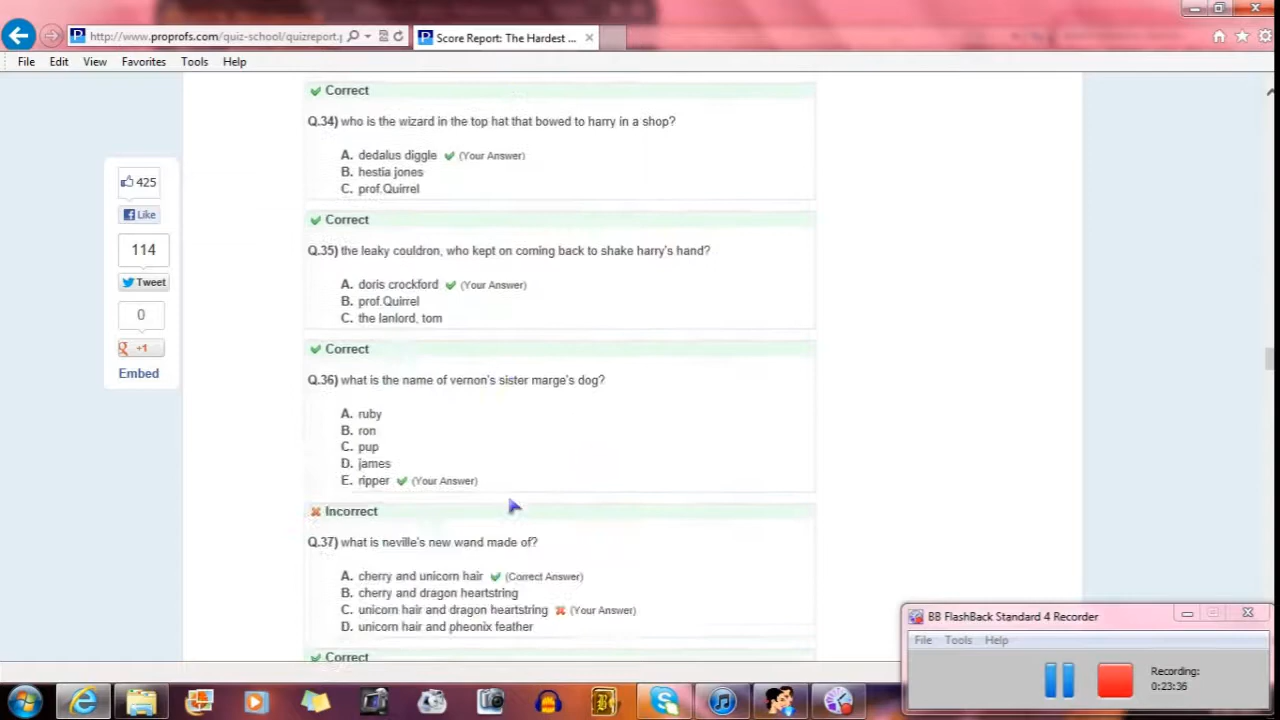 http://www.proprofs.com/quiz-school/quizreport.p
Score Report: The Hardest ...
File Edit View Favorites Tools Help
Correct
Q.34) who is the wizard in the top hat that bowed to harry in a shop?
A. dedalus diggle (Your Answer)
B. hestia jones
C. prof.Quirrel
425
Like
114
Tweet
0
+1
Embed
Correct
Q.35) the leaky couldron, who kept on coming back to shake harry's hand?
A. doris crockford (Your Answer)
B. prof.Quirrel
C. the lanlord, tom
Correct
Q.36) what is the name of vernon's sister marge's dog?
A. ruby
B. ron
C. pup
D. james
E. ripper (Your Answer)
Incorrect
Q.37) what is neville's new wand made of?
A. cherry and unicorn hair (Correct Answer)
B. cherry and dragon heartstring
C. unicorn hair and dragon heartstring (Your Answer)
D. unicorn hair and pheonix feather
Correct
BB FlashBack Standard 4 Recorder
File Tools Help
Recording:
0:23:36